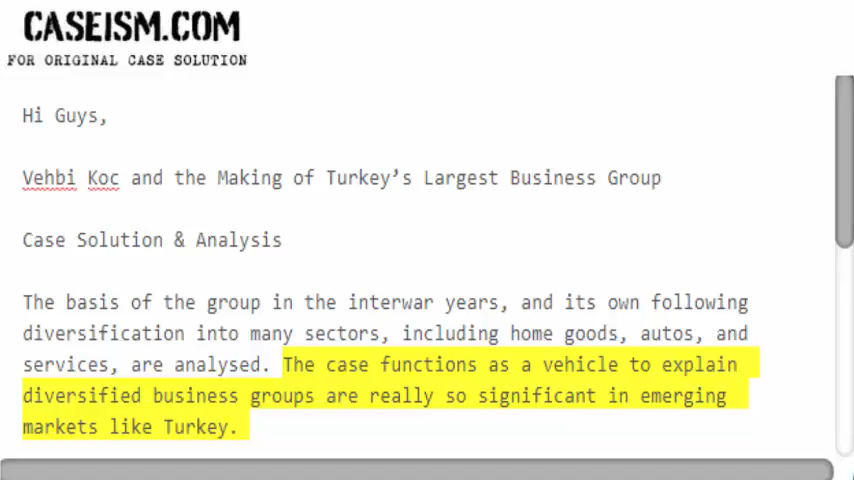 CASEISM.COM
FOR ORIGINAL CASE SOLUTION
Hi Guys,
Vehbi Koc and the Making of Turkey’s Largest Business Group
Case Solution & Analysis
The basis of the group in the interwar years, and its own following
diversification into many sectors, including home goods, autos, and
services, are analysed. The case functions as a vehicle to explain
diversified business groups are really so significant in emerging
markets like Turkey.